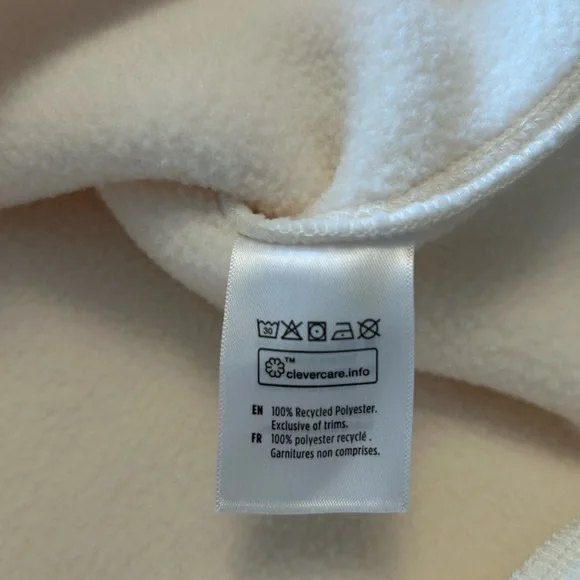 30
™
clevercare.info
EN 100% Recycled Polyester.
Exclusive of trims.
FR 100% polyester recyclé .
Garnitures non comprises.